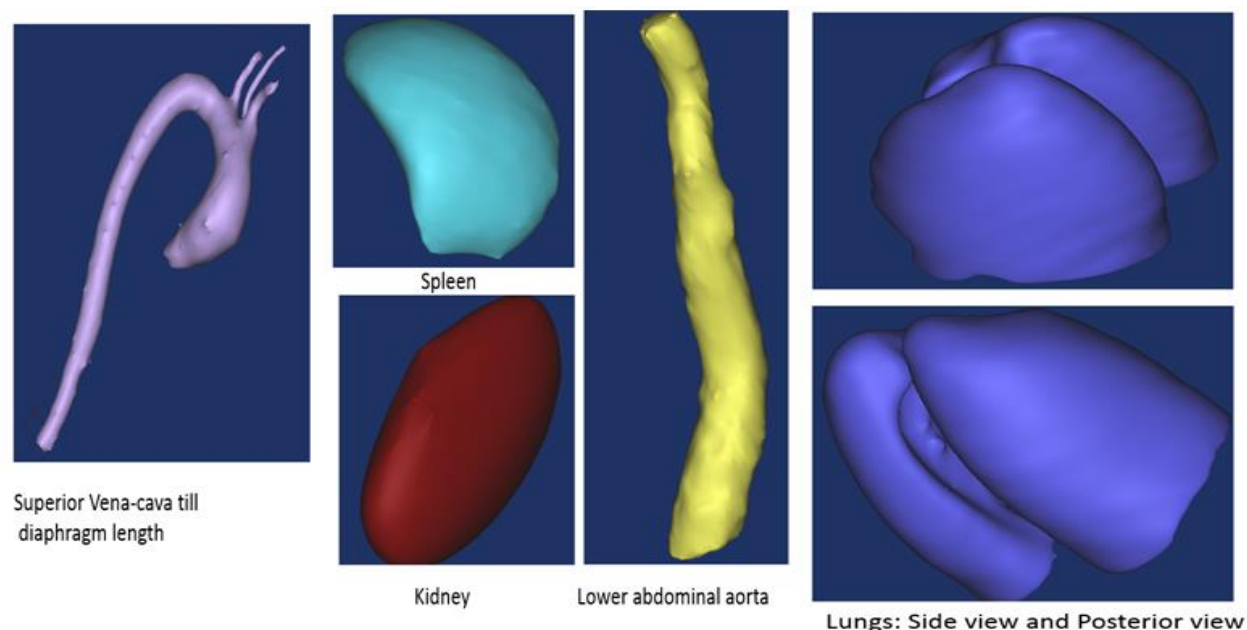 Superior Vena-cava till
diaphragm length
Spleen
Kidney
Lower abdominal aorta
Lungs: Side view and Posterior view